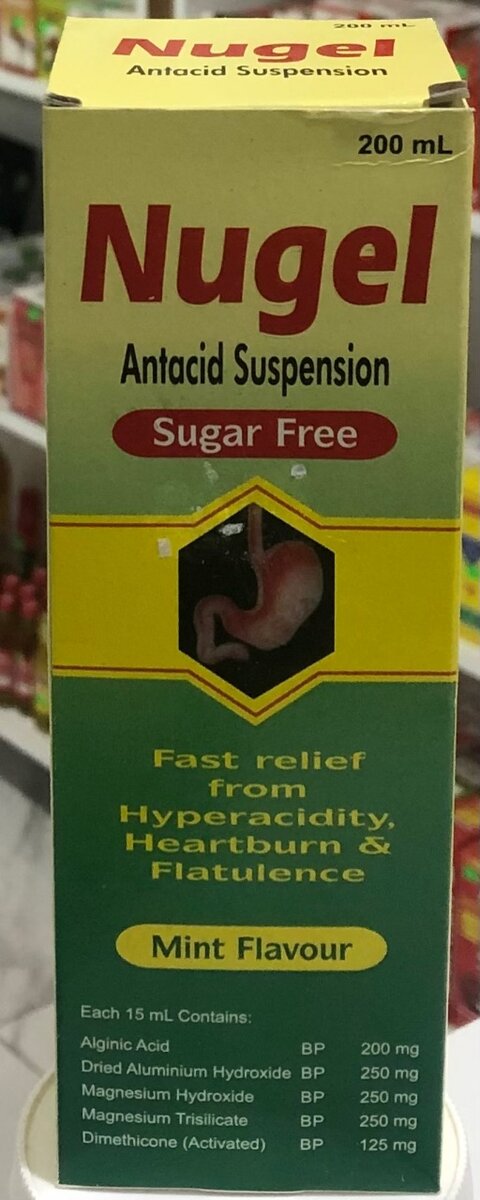 200 mL
Nugel
Antacid Suspension
200 mL
Nugel
Antacid Suspension
Sugar Free
Fast relief
from
Hyperacidity,
Heartburn &
Flatulence
Mint Flavour
Each 15 mL Contains:
Alginic Acid BP 200 mg
Dried Aluminium Hydroxide BP 250 mg
Magnesium Hydroxide BP 250 mg
Magnesium Trisilicate BP 250 mg
Dimethicone (Activated) BP 125 mg